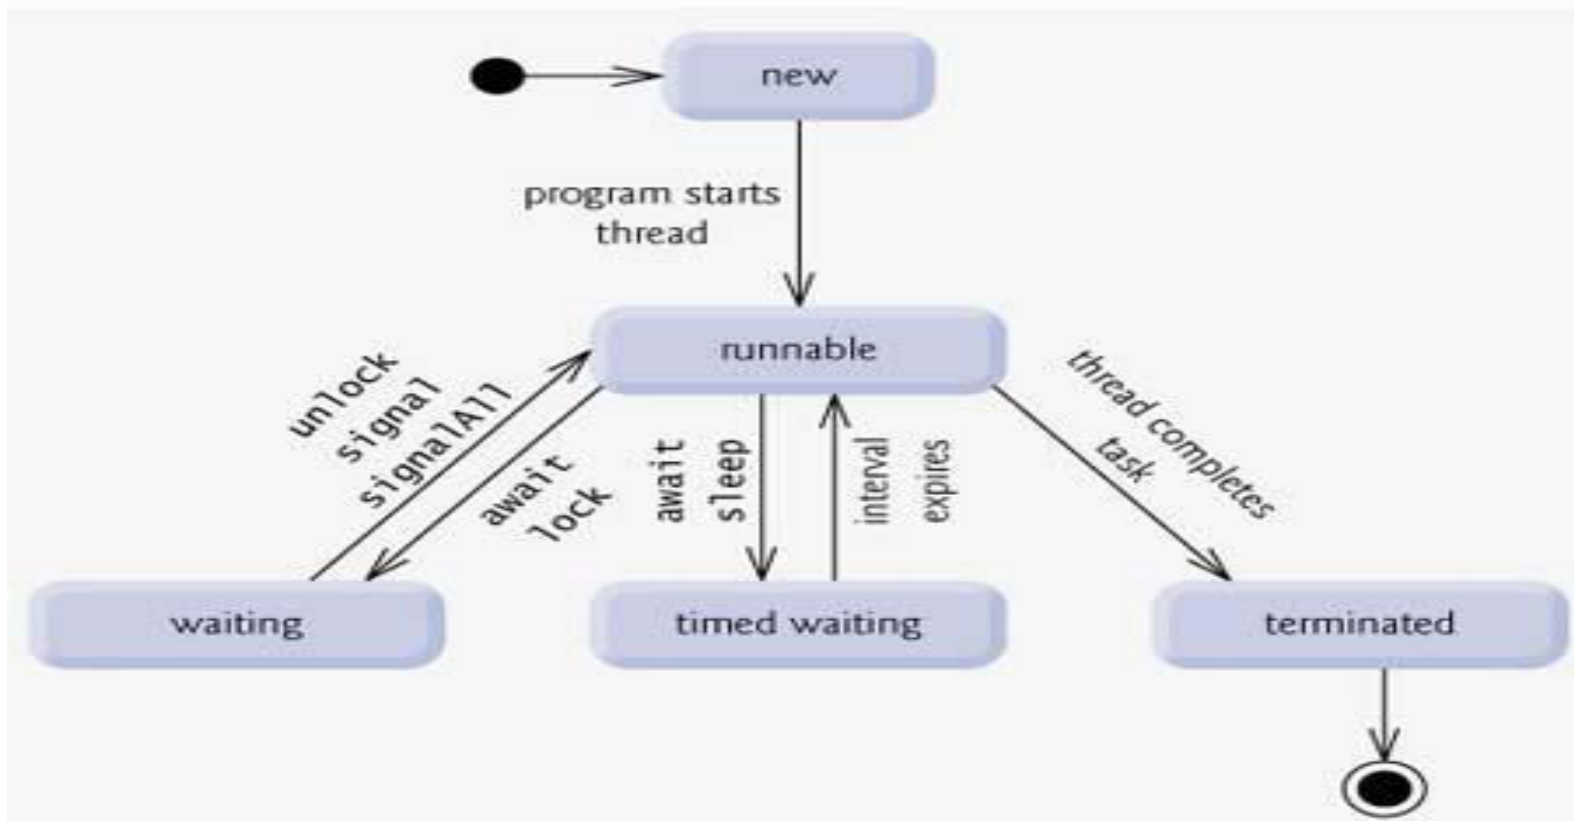 new
program starts
thread
runnable
unlock
signal
signalAll
await
lock
await
sleep
interval
expires
thread completes
task
waiting
timed waiting
terminated